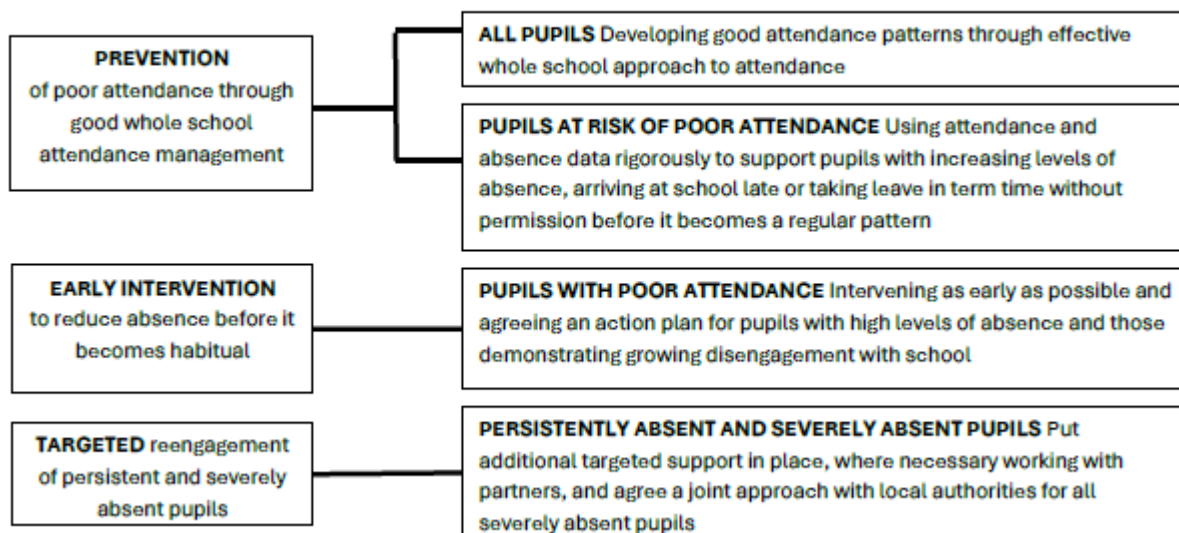 PREVENTION
of poor attendance through
good whole school
attendance management
ALL PUPILS Developing good attendance patterns through effective
whole school approach to attendance
PUPILS AT RISK OF POOR ATTENDANCE Using attendance and
absence data rigorously to support pupils with increasing levels of
absence, arriving at school late or taking leave in term time without
permission before it becomes a regular pattern
EARLY INTERVENTION
to reduce absence before it
becomes habitual
PUPILS WITH POOR ATTENDANCE Intervening as early as possible and
agreeing an action plan for pupils with high levels of absence and those
demonstrating growing disengagement with school
TARGETED reengagement
of persistent and severely
absent pupils
PERSISTENTLY ABSENT AND SEVERELY ABSENT PUPILS Put
additional targeted support in place, where necessary working with
partners, and agree a joint approach with local authorities for all
severely absent pupils